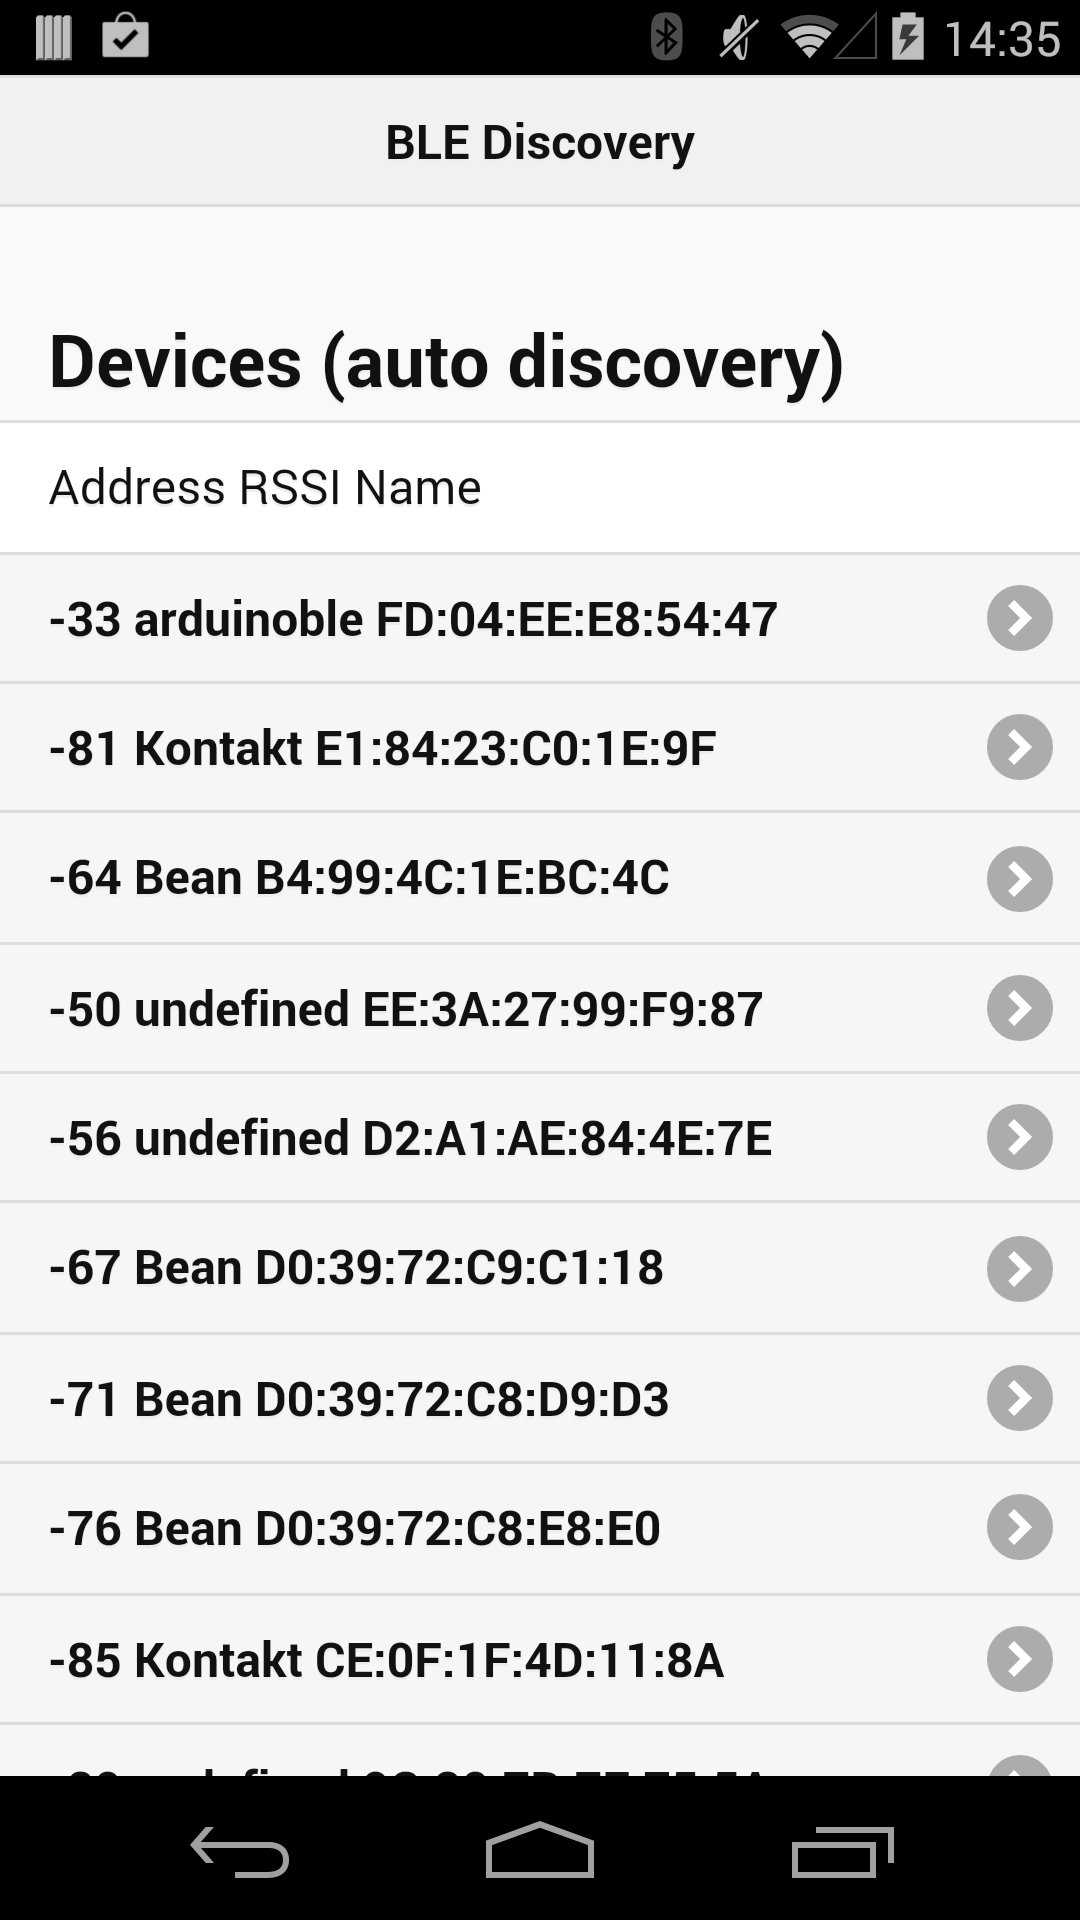 14:35
BLE Discovery
Devices (auto discovery)
Address RSSI Name
-33 arduinoble FD:04:EE:E8:54:47
-81 Kontakt E1:84:23:C0:1E:9F
-64 Bean B4:99:4C:1E:BC:4C
-50 undefined EE:3A:27:99:F9:87
-56 undefined D2:A1:AE:84:4E:7E
-67 Bean D0:39:72:C9:C1:18
-71 Bean D0:39:72:C8:D9:D3
-76 Bean D0:39:72:C8:E8:E0
-85 Kontakt CE:0F:1F:4D:11:8A
undefined